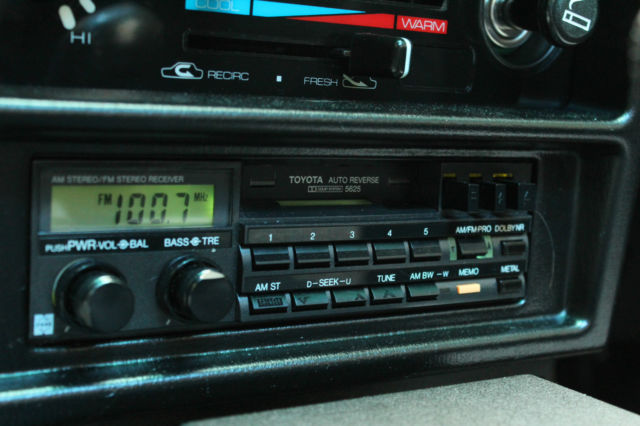 COOL
WARM
HI
RECIRC
FRESH
AM STEREO/FM STEREO RECEIVER
TOYOTA AUTO REVERSE
DOLBY SYSTEM 5625
FM 100.7 MHz
PUSH PWR-VOL BAL BASS TRE
1 2 3 4 5 AM/FM PRO DOLBY NR
AM ST D-SEEK-U TUNE AM BW -W MEMO METAL